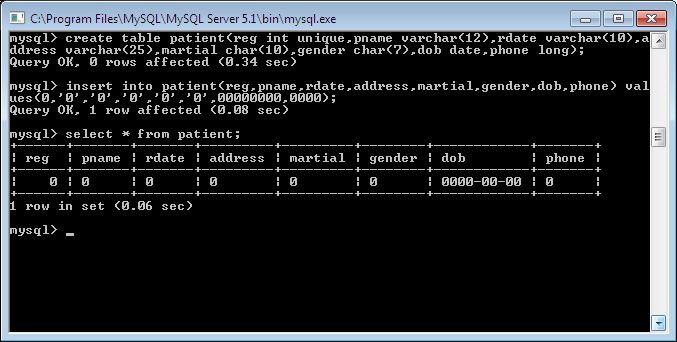 C:\Program Files\MySQL\MySQL Server 5.1\bin\mysql.exe
mysql> create table patient(reg int unique,pname varchar(12),rdate varchar(10),a
ddress varchar(25),martial char(10),gender char(7),dob date,phone long);
Query OK, 0 rows affected (0.34 sec)
mysql> insert into patient(reg,pname,rdate,address,martial,gender,dob,phone) val
ues(0,'0','0','0','0','0',00000000,0000);
Query OK, 1 row affected (0.08 sec)
mysql> select * from patient;
+------+-------+-------+---------+---------+--------+------------+-------+
| reg | pname | rdate | address | martial | gender | dob | phone |
+------+-------+-------+---------+---------+--------+------------+-------+
| 0 | 0 | 0 | 0 | 0 | 0 | 0000-00-00 | 0 |
+------+-------+-------+---------+---------+--------+------------+-------+
1 row in set (0.06 sec)
mysql> _